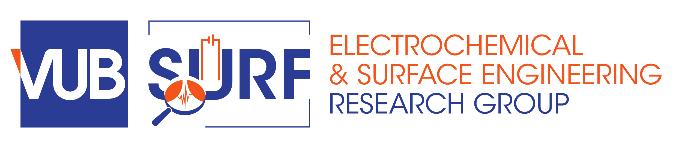 VUB
SURF
ELECTROCHEMICAL
& SURFACE ENGINEERING
RESEARCH GROUP